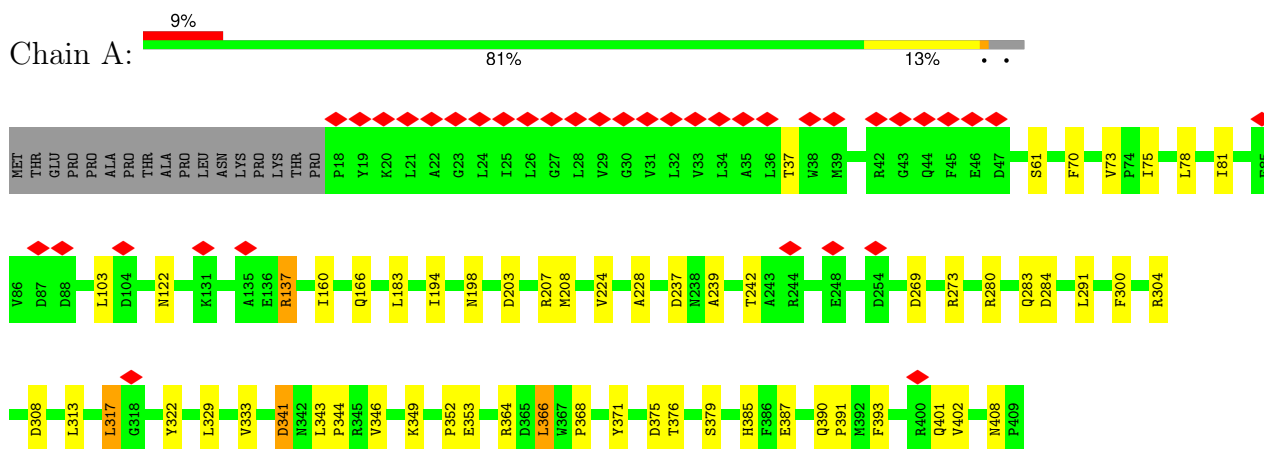 9%
Chain A:
81% 13% • •
MET THR GLU PRO PRO ALA PRO THR ALA PRO LEU ASN LYS PRO LYS THR PRO P18 Y19 K20 L21 A22 G23 L24 I25 L26 G27 L28 V29 G30 V31 L32 V33 L34 A35 L36 T37 W38 M39 R42 G43 Q44 F45 E46 D47 S61 F70 V73 P74 I75 L78 I81
V86 D87 D88 L103 D104 N122 K131 A135 E136 R137 I160 Q166 L183 I194 N198 D203 R207 M208 V224 A228 D237 N238 A239 T242 A243 R244 E248 D254 D269 R273 R280 Q283 D284 L291 F300 R304
D308 L313 L317 G318 Y322 L329 V333 D341 N342 L343 P344 R345 V346 K349 P352 E353 R364 D365 L366 W367 P368 Y371 D375 T376 S379 H385 F386 E387 Q390 P391 M392 F393 R400 Q401 V402 N408 P409